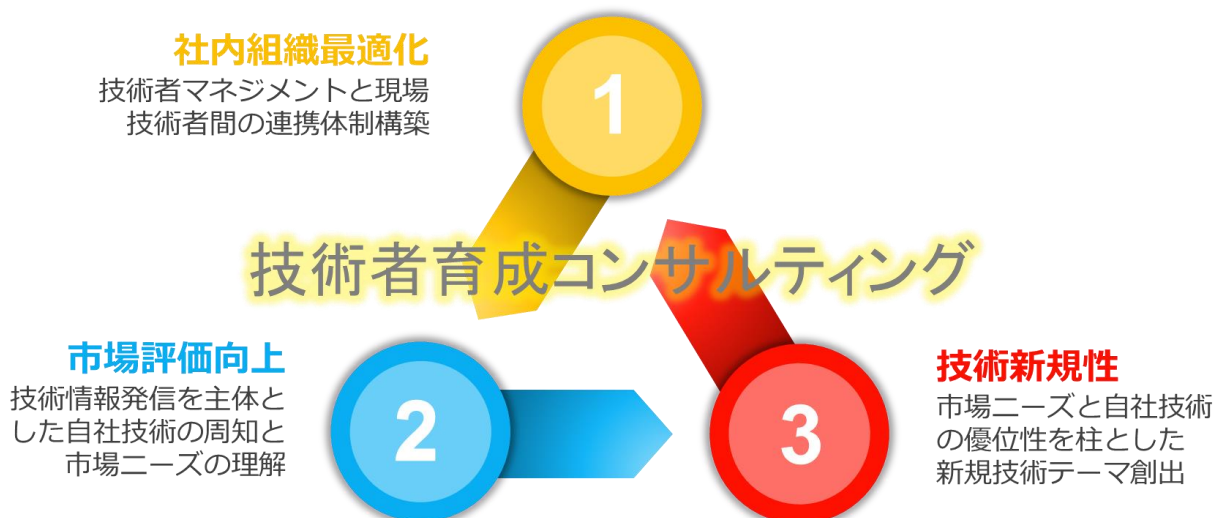 社内組織最適化
技術者マネジメントと現場
技術者間の連携体制構築
1
技術者育成コンサルティング
市場評価向上
技術情報発信を主体と
した自社技術の周知と
市場ニーズの理解
2
3
技術新規性
市場ニーズと自社技術
の優位性を柱とした
新規技術テーマ創出